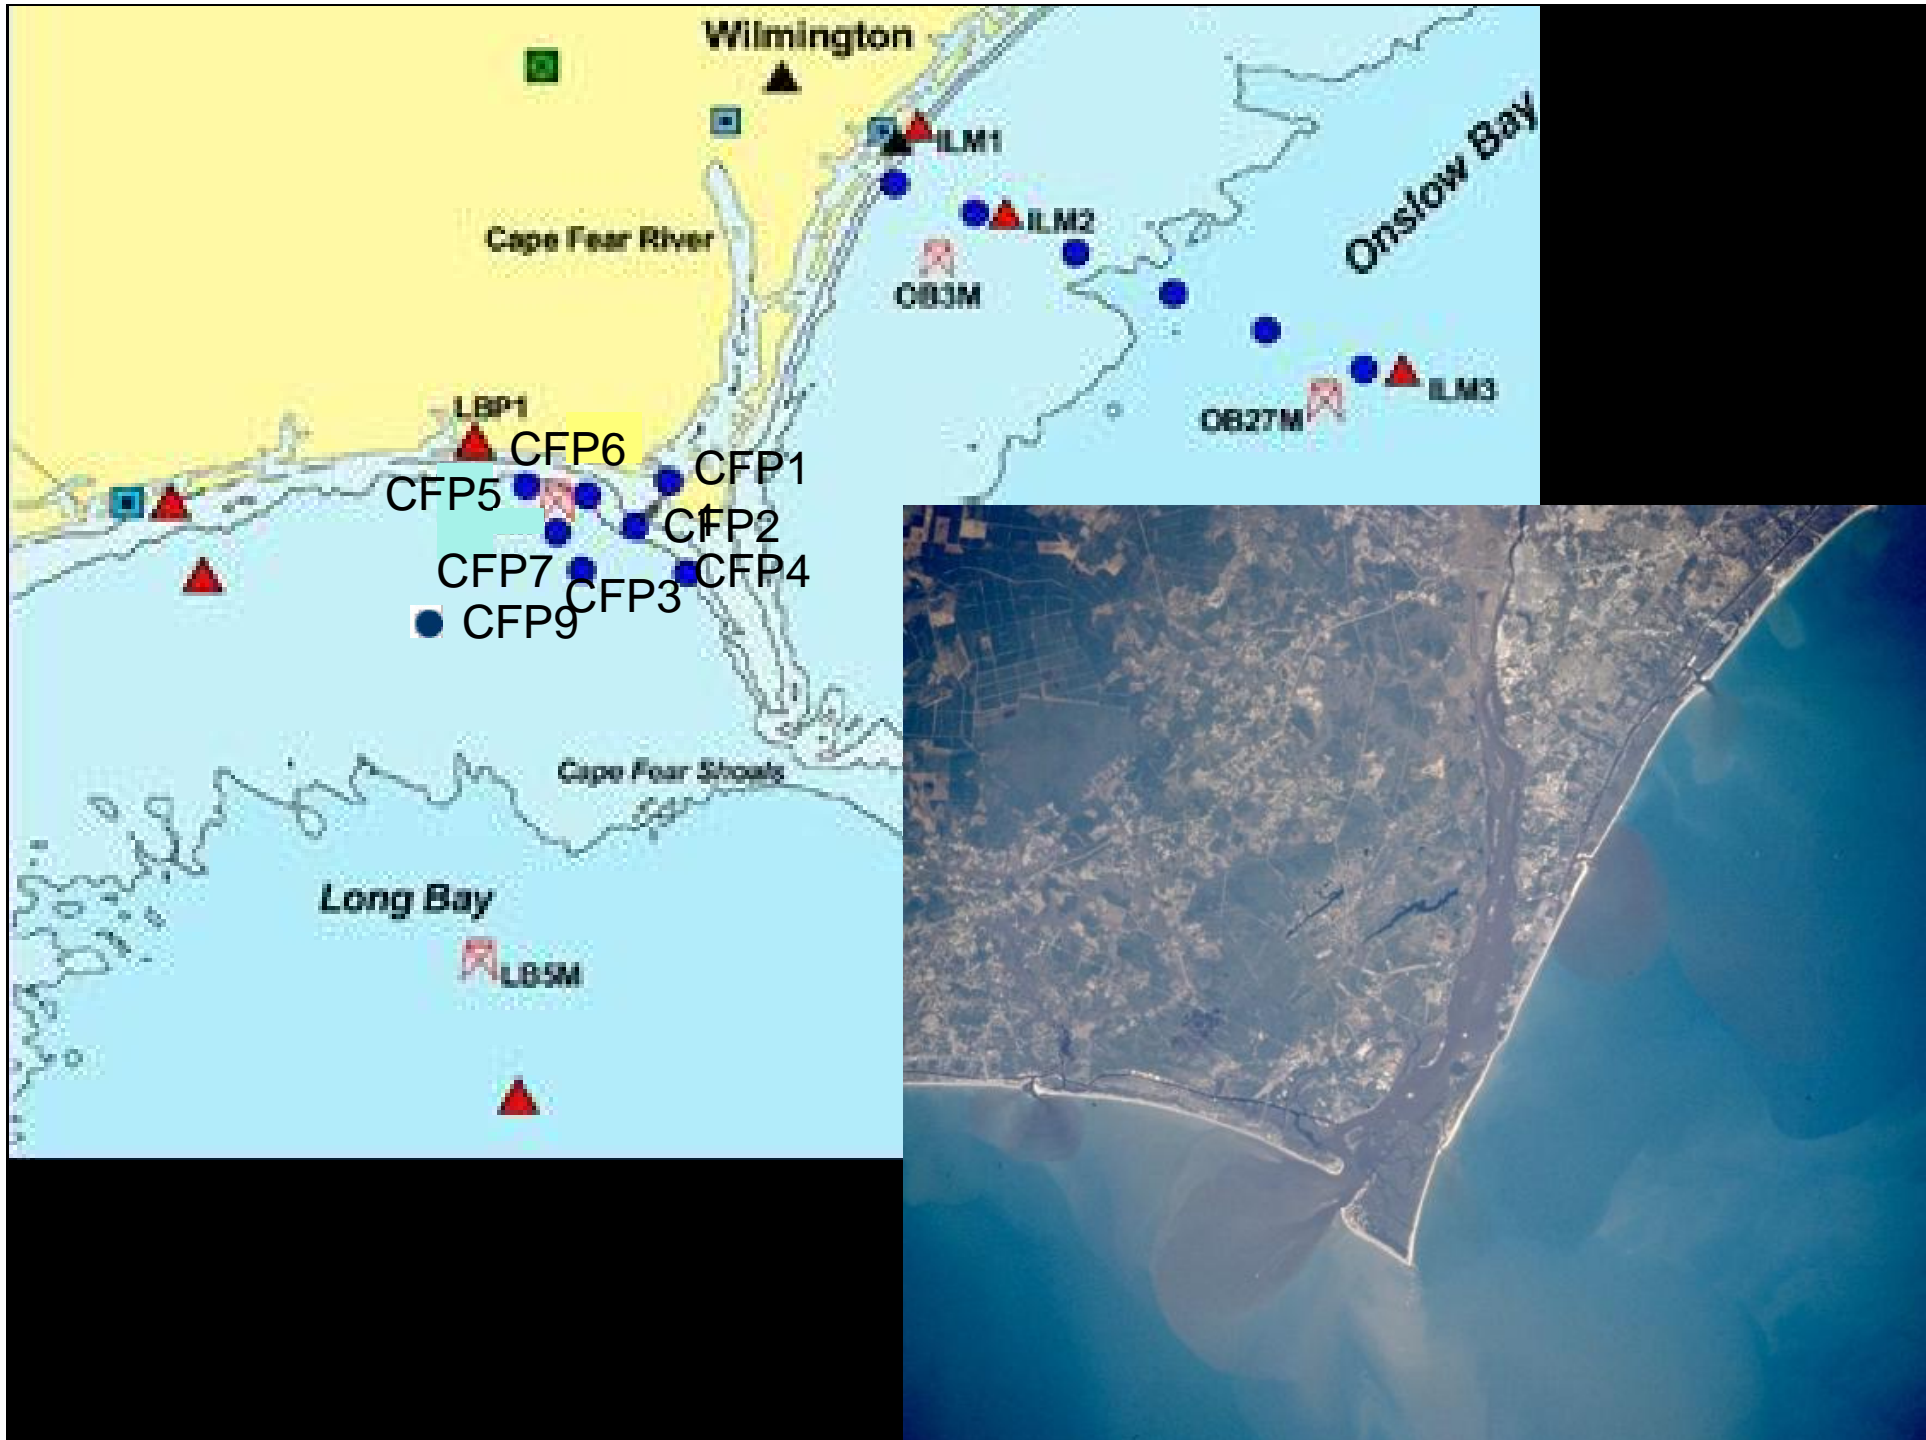 Wilmington
ILM1
Onslow Bay
ILM2
Cape Fear River
OB3M
ILM3
OB27M
LBP1
CFP6
CFP1
1
CFP5
CFP2
CFP7
CFP4
CFP3
CFP9
Cape Fear Shoals
Long Bay
LB5M